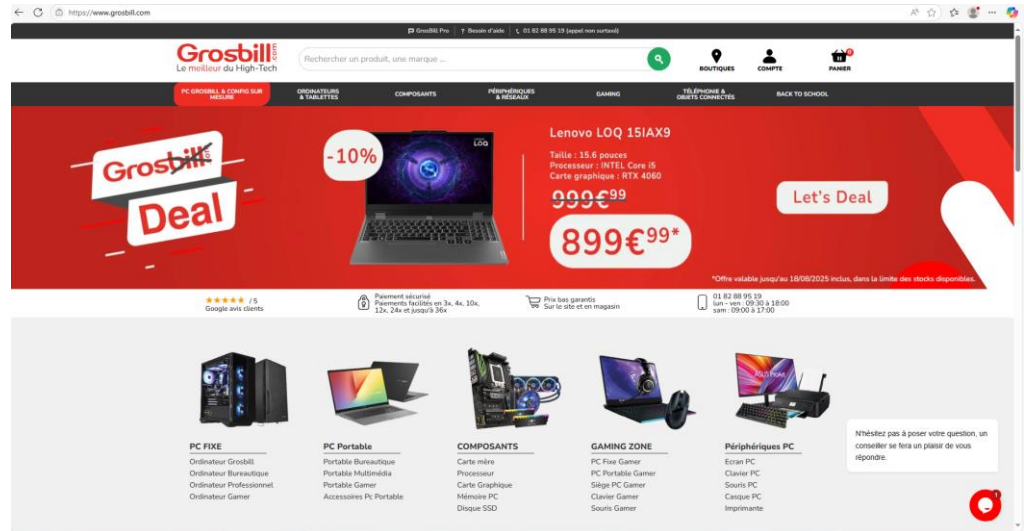 https://www.grosbill.com
GrosBill Pro
? Besoin d'aide
01 82 88 95 19 (appel non surtaxé)
Grosbill.com
Le meilleur du High-Tech
Rechercher un produit, une marque ...
BOUTIQUES
COMPTE
0
PANIER
PC GROSBILL & CONFIG SUR
MESURE
ORDINATEURS
& TABLETTES
COMPOSANTS
PÉRIPHÉRIQUES
& RÉSEAUX
GAMING
TÉLÉPHONIE &
OBJETS CONNECTÉS
BACK TO SCHOOL
Grosbill.com
Deal
-10%
LOQ
Lenovo LOQ 15IAX9
Taille : 15.6 pouces
Processeur : INTEL Core i5
Carte graphique : RTX 4060
999€99
899€99*
Let's Deal
*Offre valable jusqu'au 18/08/2025 inclus, dans la limite des stocks disponibles.
/5
Google avis clients
Paiement sécurisé
Paiements facilités en 3x, 4x, 10x,
12x, 24x et jusqu'à 36x
Prix bas garantis
Sur le site et en magasin
01 82 88 95 19
lun - ven : 09:30 à 18:00
sam : 09:00 à 17:00
PC FIXE
Ordinateur Grosbill
Ordinateur Bureautique
Ordinateur Professionnel
Ordinateur Gamer
PC Portable
Portable Bureautique
Portable Multimédia
Portable Gamer
Accessoires Pc Portable
COMPOSANTS
Carte mère
Processeur
Carte Graphique
Mémoire PC
Disque SSD
GAMING ZONE
PC Fixe Gamer
PC Portable Gamer
Siège PC Gamer
Clavier Gamer
Souris Gamer
ASUS ProArt
Périphériques PC
Ecran PC
Clavier PC
Souris PC
Casque PC
Imprimante
N'hésitez pas à poser votre question, un
conseiller se fera un plaisir de vous
répondre.
1